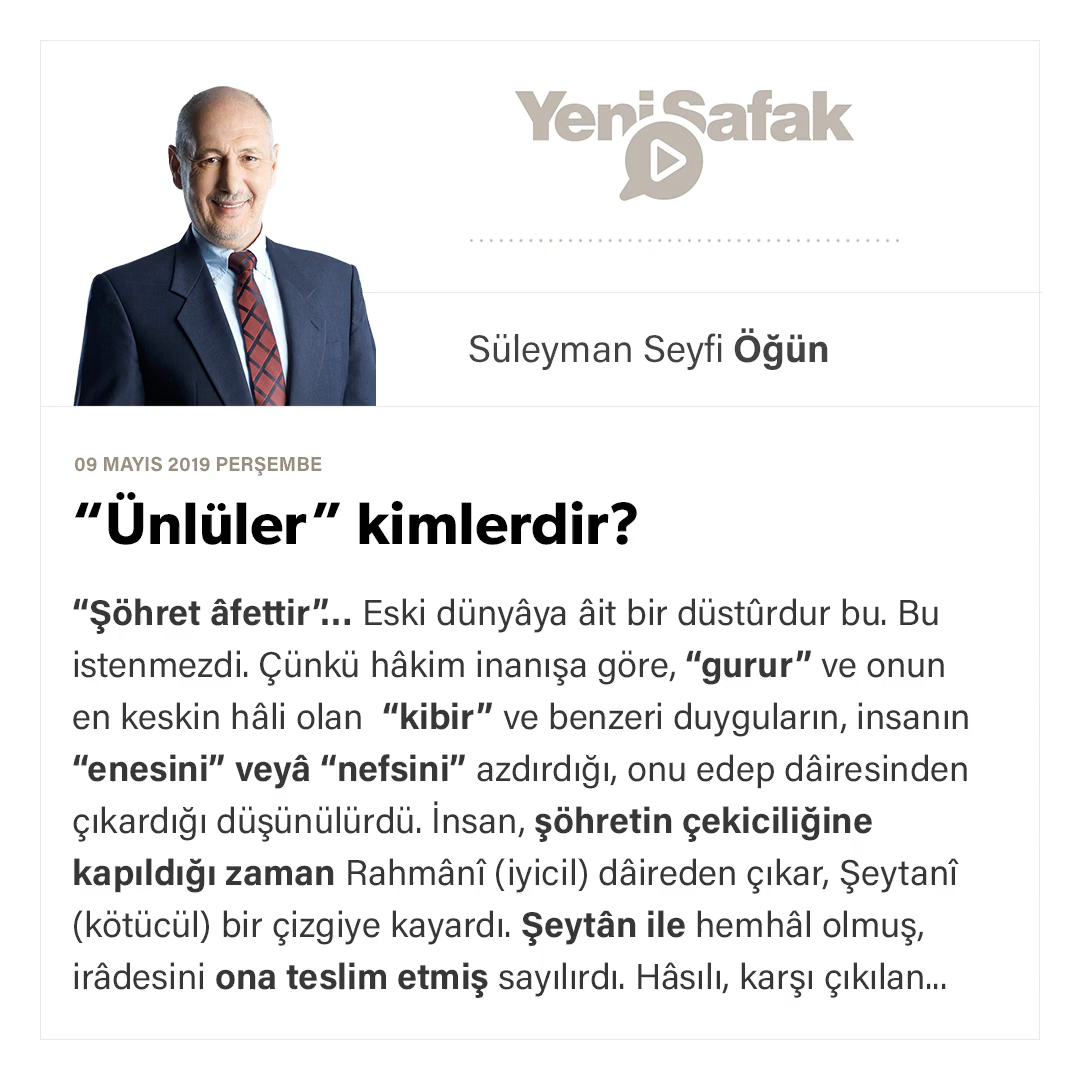 YeniŞafak
Süleyman Seyfi Öğün
09 MAYIS 2019 PERŞEMBE
“Ünlüler” kimlerdir?
“Şöhret âfettir”... Eski dünyâya âit bir düstûrdur bu. Bu
istenmezdi. Çünkü hâkim inanışa göre, “gurur” ve onun
en keskin hâli olan “kibir” ve benzeri duyguların, insanın
“enesini” veyâ “nefsini” azdırdığı, onu edep dâiresinden
çıkardığı düşünülürdü. İnsan, şöhretin çekiciliğine
kapıldığı zaman Rahmânî (iyicil) dâireden çıkar, Şeytanî
(kötücül) bir çizgiye kayardı. Şeytân ile hemhâl olmuş,
irâdesini ona teslim etmiş sayılırdı. Hâsılı, karşı çıkılan...